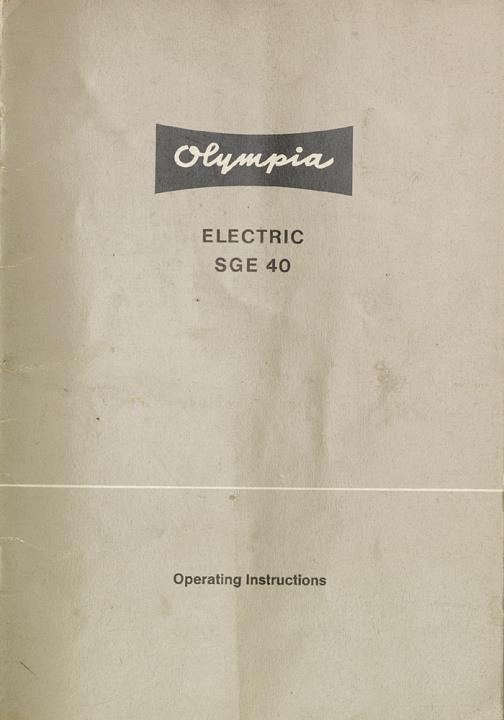 Olympia
ELECTRIC
SGE 40
Operating Instructions